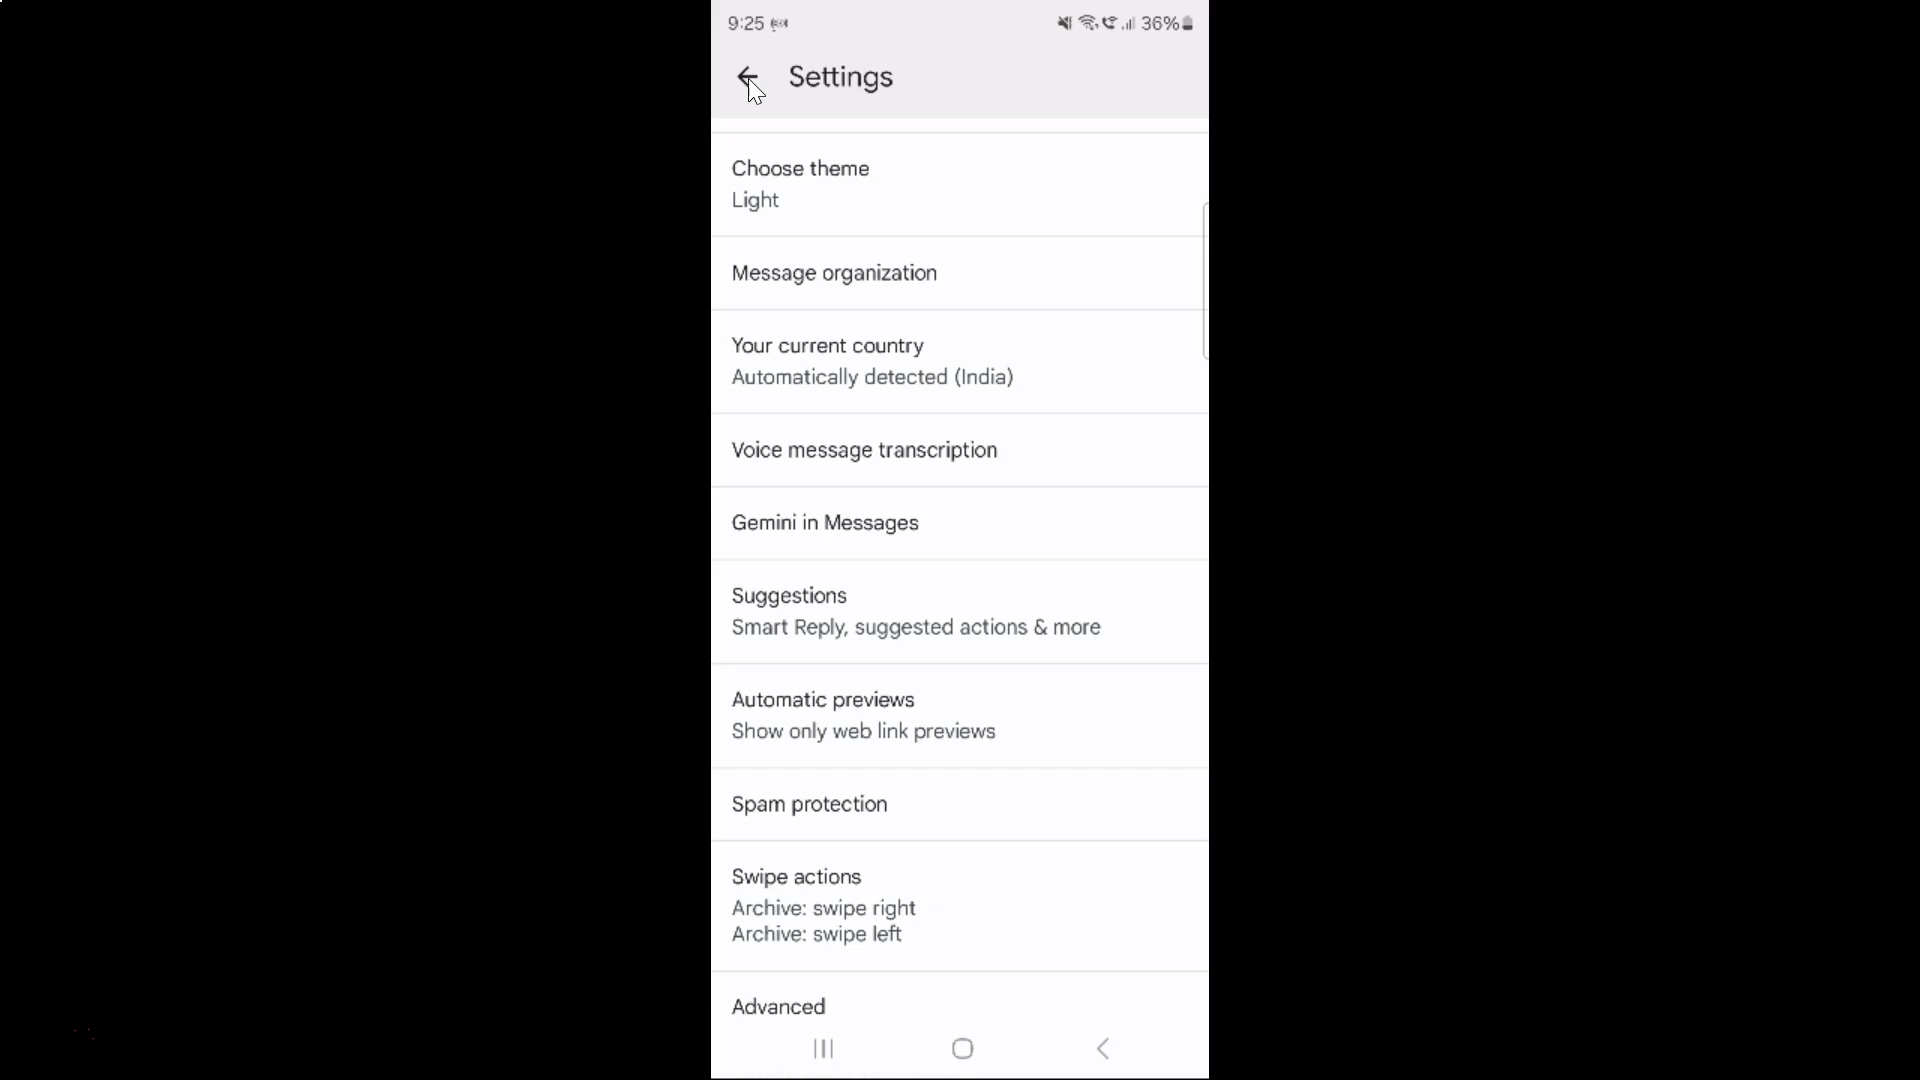 9:25
36%
Settings
Choose theme
Light
Message organization
Your current country
Automatically detected (India)
Voice message transcription
Gemini in Messages
Suggestions
Smart Reply, suggested actions & more
Automatic previews
Show only web link previews
Spam protection
Swipe actions
Archive: swipe right
Archive: swipe left
Advanced